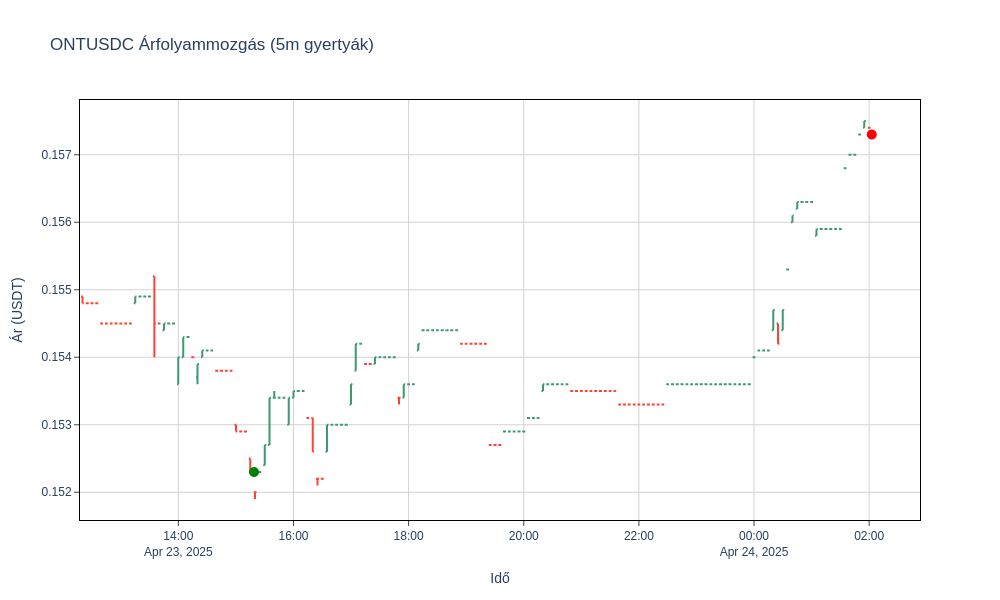 ONTUSDC Árfolyammozgás (5m gyertyák)
0.157
0.156
0.155
0.154
0.153
0.152
Ár (USDT)
14:00
16:00
18:00
20:00
22:00
00:00
02:00
Apr 23, 2025
Apr 24, 2025
Idő